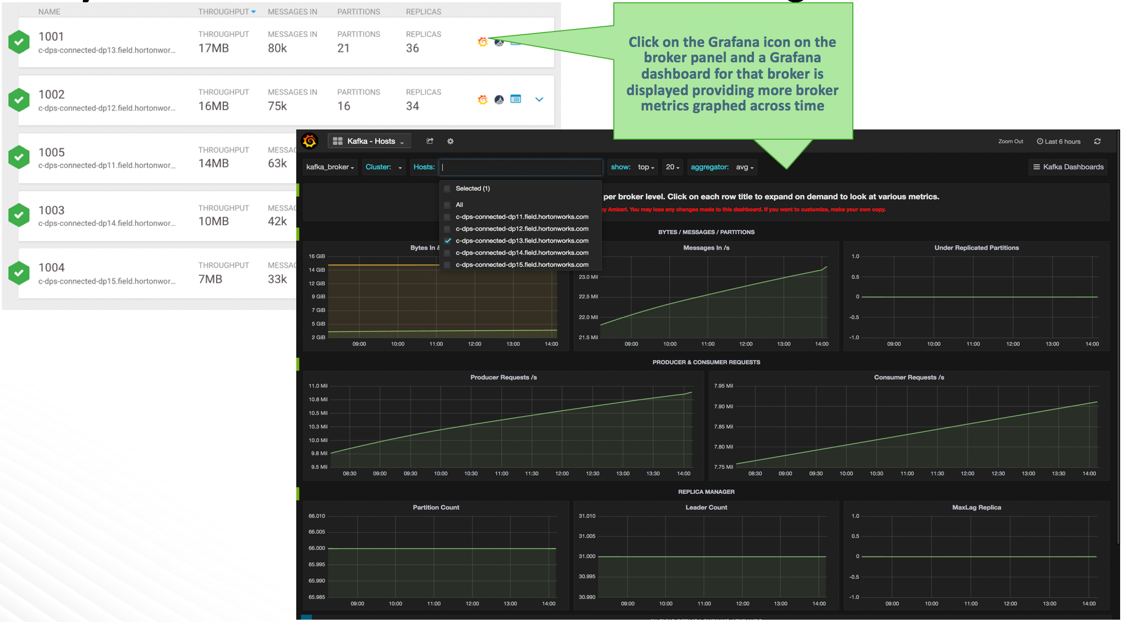 NAME THROUGHPUT MESSAGES IN PARTITIONS REPLICAS
1001 THROUGHPUT MESSAGES IN PARTITIONS REPLICAS
c-dps-connected-dp13.field.hortonwor... 17MB 80k 21 36
1002 THROUGHPUT MESSAGES IN PARTITIONS REPLICAS
c-dps-connected-dp12.field.hortonwor... 16MB 75k 16 34
1005 THROUGHPUT MESSA
c-dps-connected-dp11.field.hortonwor... 14MB 63k
1003 THROUGHPUT MESSA
c-dps-connected-dp14.field.hortonwor... 10MB 42k
1004 THROUGHPUT MESSA
c-dps-connected-dp15.field.hortonwor... 7MB 33k
Click on the Grafana icon on the
broker panel and a Grafana
dashboard for that broker is
displayed providing more broker
metrics graphed across time
Kafka - Hosts Zoom Out Last 6 hours
kafka_broker Cluster: Hosts: show: top 20 aggregator: avg Kafka Dashboards
Selected (1)
All
c-dps-connected-dp11.field.hortonworks.com
c-dps-connected-dp12.field.hortonworks.com
c-dps-connected-dp13.field.hortonworks.com
c-dps-connected-dp14.field.hortonworks.com
c-dps-connected-dp15.field.hortonworks.com
per broker level. Click on each row title to expand on demand to look at various metrics.
by Ambari. You may lose any changes made to this dashboard. If you want to customize, make your own copy.
BYTES / MESSAGES / PARTITIONS
Bytes In
16 GiB
14 GiB
12 GiB
9 GiB
7 GiB
5 GiB
2 GiB
09:00 10:00 11:00 12:00 13:00 14:00
Messages In /s
23.0 Mil
22.5 Mil
22.0 Mil
21.5 Mil
09:00 10:00 11:00 12:00 13:00 14:00
Under Replicated Partitions
1.0
0.5
0
-0.5
-1.0
09:00 10:00 11:00 12:00 13:00 14:00
PRODUCER & CONSUMER REQUESTS
Producer Requests /s
11.0 Mil
10.8 Mil
10.5 Mil
10.3 Mil
10.0 Mil
9.8 Mil
9.5 Mil
08:30 09:00 09:30 10:00 10:30 11:00 11:30 12:00 12:30 13:00 13:30 14:00
Consumer Requests /s
7.95 Mil
7.90 Mil
7.85 Mil
7.80 Mil
7.75 Mil
08:30 09:00 09:30 10:00 10:30 11:00 11:30 12:00 12:30 13:00 13:30 14:00
REPLICA MANAGER
Partition Count
66.010
66.005
66.000
65.995
65.990
65.985
09:00 10:00 11:00 12:00 13:00 14:00
Leader Count
31.010
31.005
31.000
30.995
30.990
09:00 10:00 11:00 12:00 13:00 14:00
MaxLag Replica
1.0
0.5
0
-0.5
-1.0
09:00 10:00 11:00 12:00 13:00 14:00